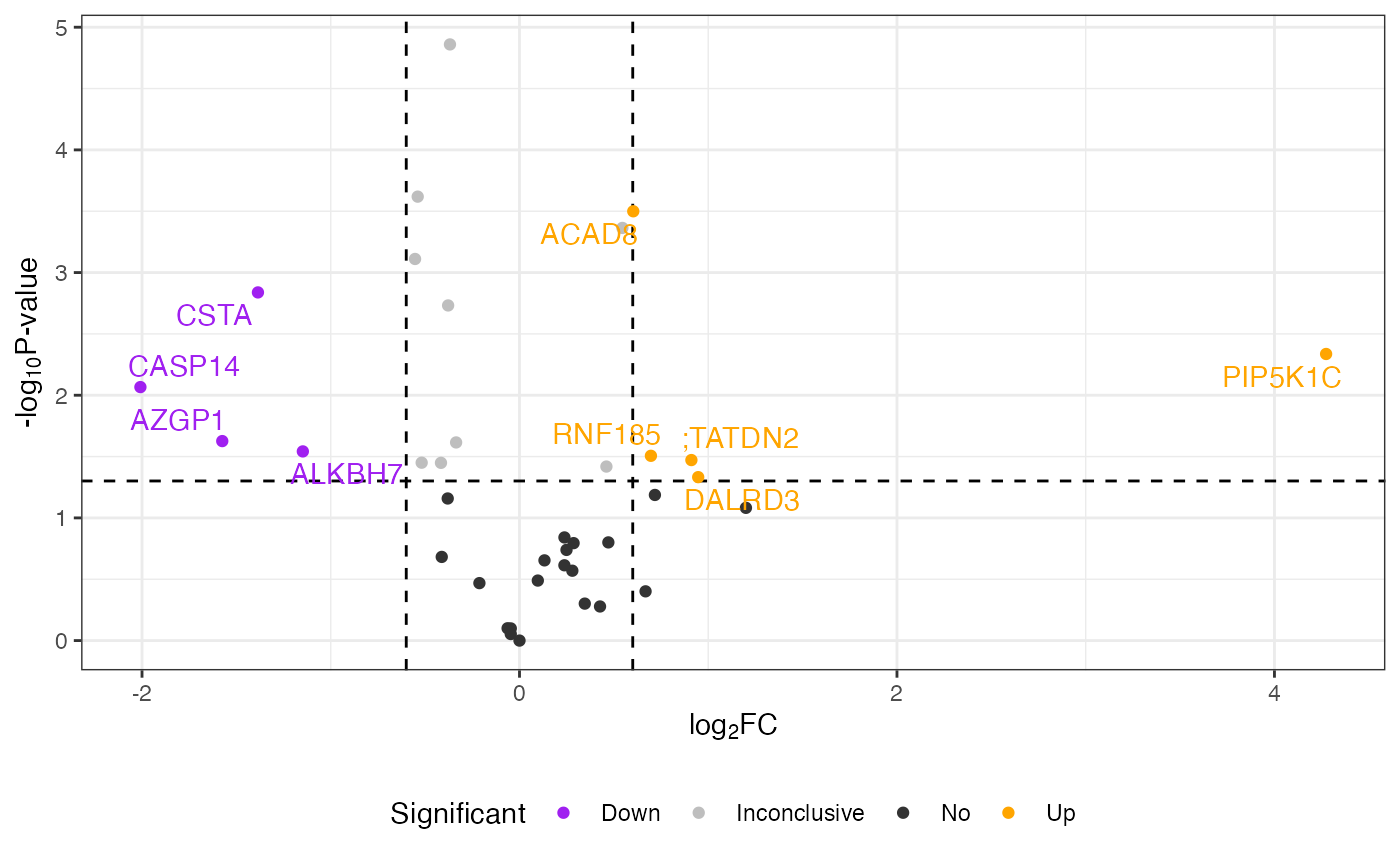 5
4
3
2
1
0
-log10P-value
ACAD8
CSTA
CASP14
PIP5K1C
AZGP1
RNF185
;TATDN2
ALKBH7
DALRD3
-2
0
2
4
log2FC
Significant Down Inconclusive No Up